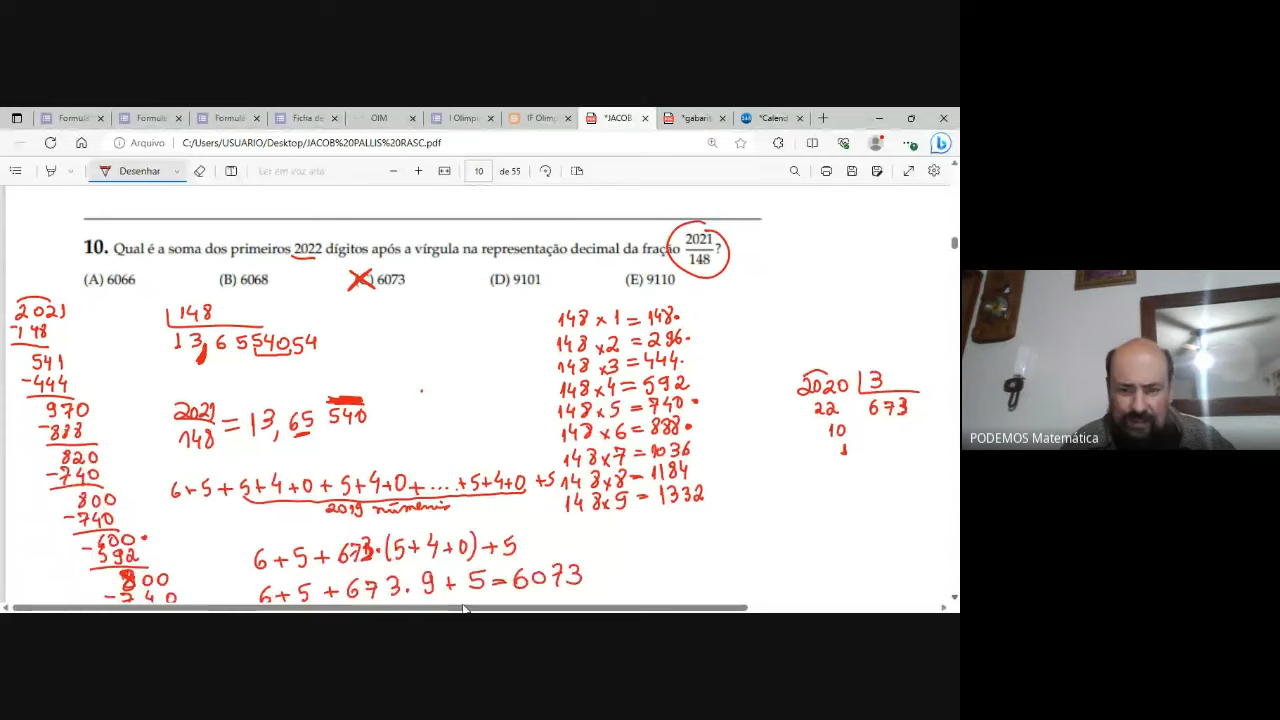 Formulá
Formulé
Formulé
Ficha de
OIM
I Olimpí
IF Olimp
*JACOB
*gabarit
*Calend
Arquivo
C:/Users/USUARIO/Desktop/JACOB%20PALLIS%20RASC.pdf
Desenhar
Ler em voz alta
10
de 55
10. Qual é a soma dos primeiros 2022 dígitos após a vírgula na representação decimal da fração 2021/148?
(A) 6066
(B) 6068
(C) 6073
(D) 9101
(E) 9110
2021 | 148
-148
13,6554054
541
-444
970
-888
820
-740
800
-740
600
-592
800
-740
2021/148 = 13,65 540
6+5+5+4+0+5+4+0+....+5+4+0 +5
2019 números
6+5+673.(5+4+0)+5
6+5+673.9+5=6073
148 x 1 = 148
148 x 2 = 296
148 x 3 = 444
148 x 4 = 592
148 x 5 = 740
148 x 6 = 888
148 x 7 = 1036
148 x 8 = 1184
148 x 9 = 1332
2020 | 3
22 673
10
1
PODEMOS Matemática